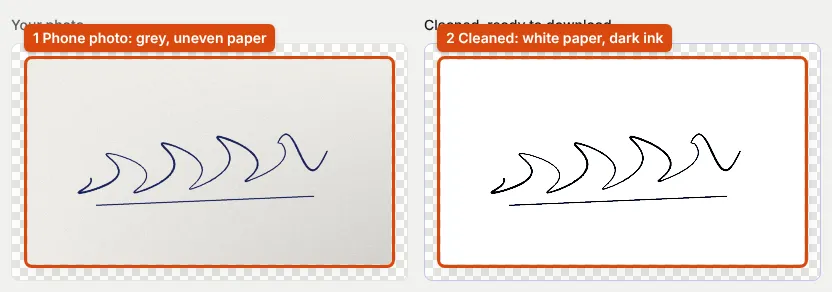 Your photo
Cleaned, ready to download
1 Phone photo: grey, uneven paper
2 Cleaned: white paper, dark ink